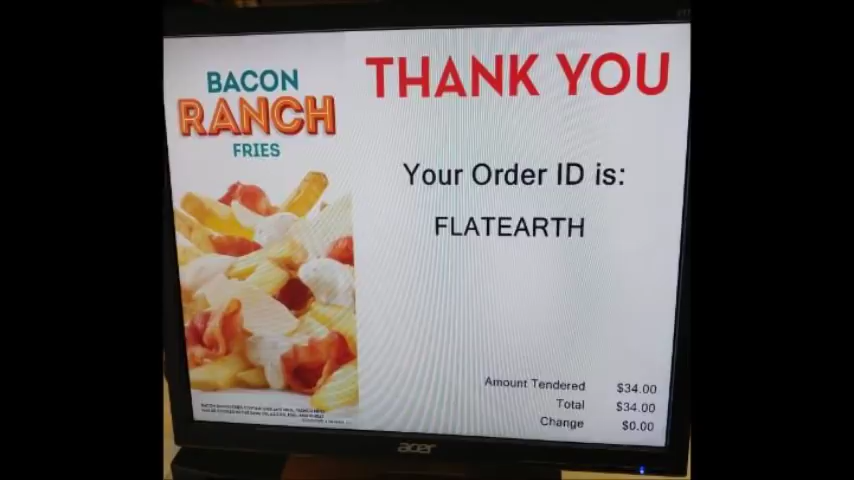 BACON
RANCH
FRIES
THANK YOU
Your Order ID is:
FLATEARTH
Amount Tendered $34.00
Total $34.00
Change $0.00
acer